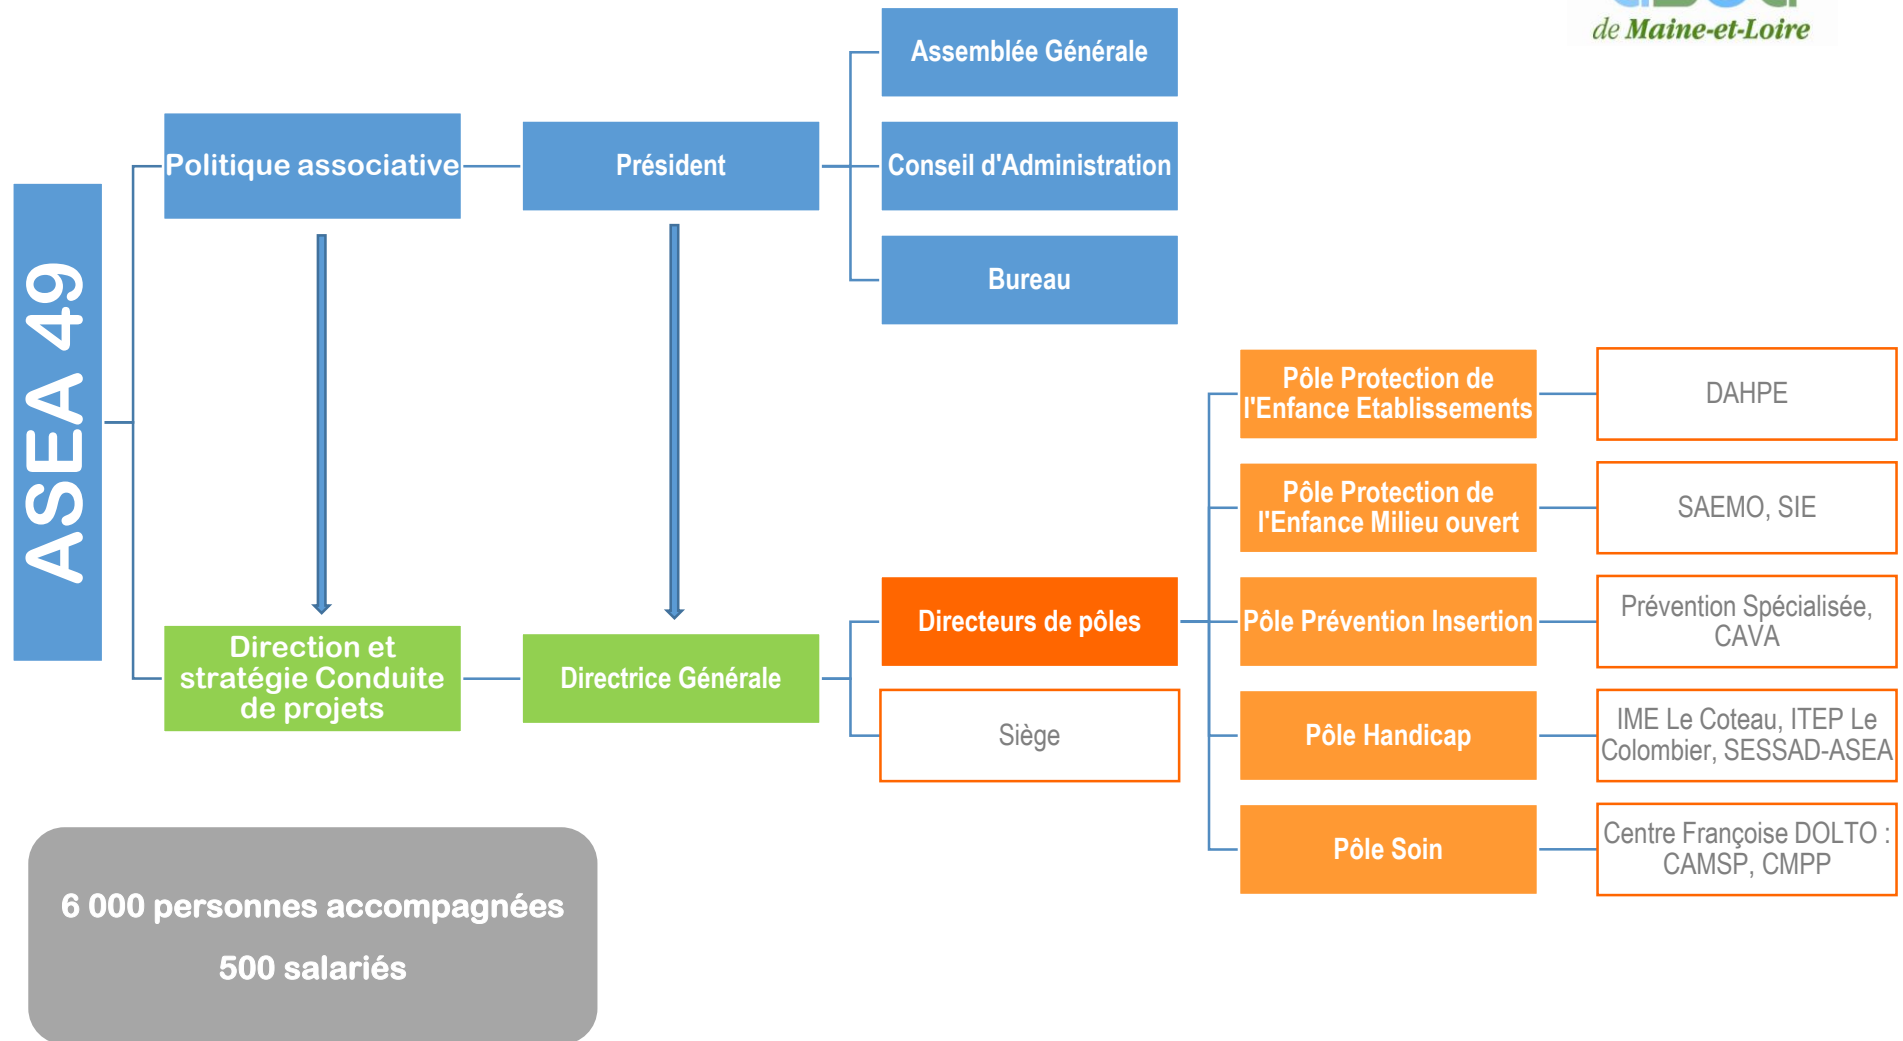 de Maine-et-Loire
Assemblée Générale
Politique associative
Président
Conseil d'Administration
Bureau
ASEA 49
Pôle Protection de
l'Enfance Etablissements
DAHPE
Pôle Protection de
l'Enfance Milieu ouvert
SAEMO, SIE
Direction et
stratégie Conduite
de projets
Directrice Générale
Directeurs de pôles
Siège
Pôle Prévention Insertion
Prévention Spécialisée,
CAVA
Pôle Handicap
IME Le Coteau, ITEP Le
Colombier, SESSAD-ASEA
Pôle Soin
Centre Françoise DOLTO :
CAMSP, CMPP
6 000 personnes accompagnées
500 salariés